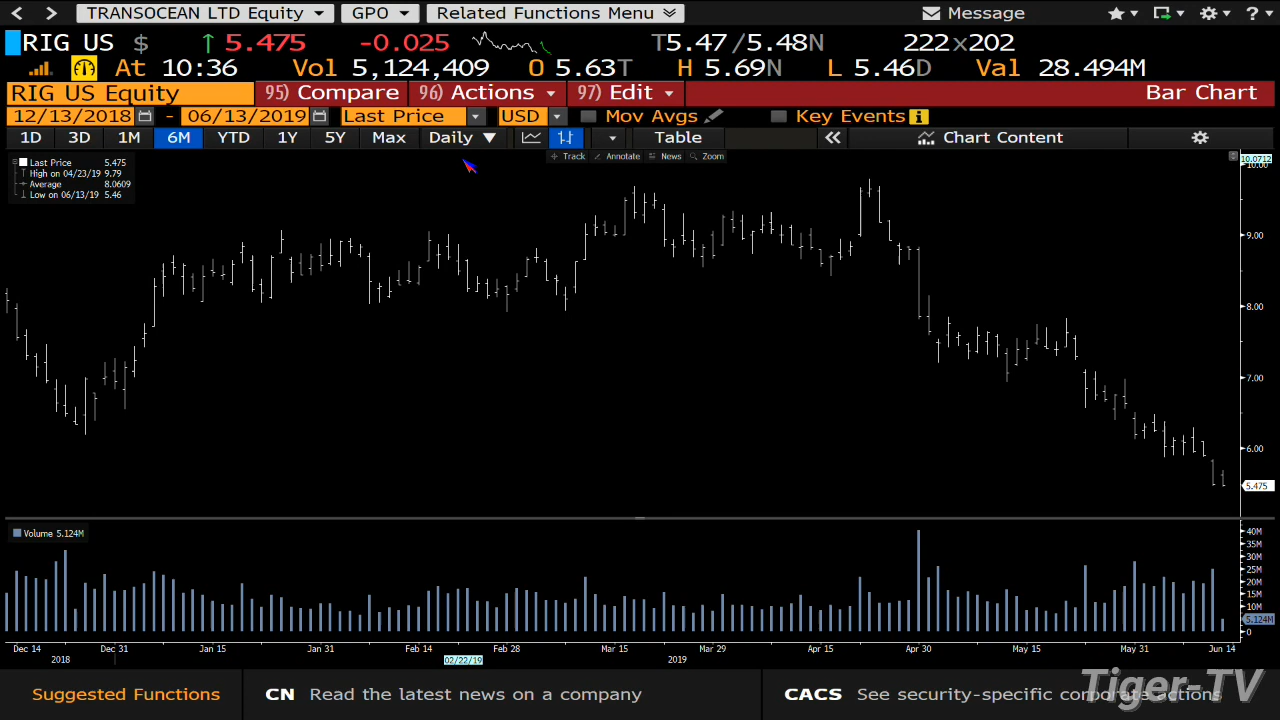 TRANSOCEAN LTD Equity GPO Related Functions Menu Message ?
RIG US $ ↑ 5.475 -0.025 T5.47 /5.48N 222x202
At 10:36 Vol 5,124,409 O 5.63T H 5.69N L 5.46D Val 28.494M
RIG US Equity 95) Compare 96) Actions 97) Edit Bar Chart
12/13/2018 - 06/13/2019 Last Price USD Mov Avgs Key Events i
1D 3D 1M 6M YTD 1Y 5Y Max Daily ▼ Table « Chart Content
Track Annotate News Zoom
Last Price 5.475
High on 04/23/19 9.79
Average 8.0609
Low on 06/13/19 5.46
10.0712
10.00
9.00
8.00
7.00
6.00
5.475
Volume 5.124M
40M
35M
30M
25M
20M
15M
10M
5.124M
0
Dec 14 Dec 31 Jan 15 Jan 31 Feb 14 Feb 28 Mar 15 Mar 29 Apr 15 Apr 30 May 15 May 31 Jun 14
2018 02/22/19 2019
Suggested Functions CN Read the latest news on a company CACS See security-specific corporate actions
Tiger-TV